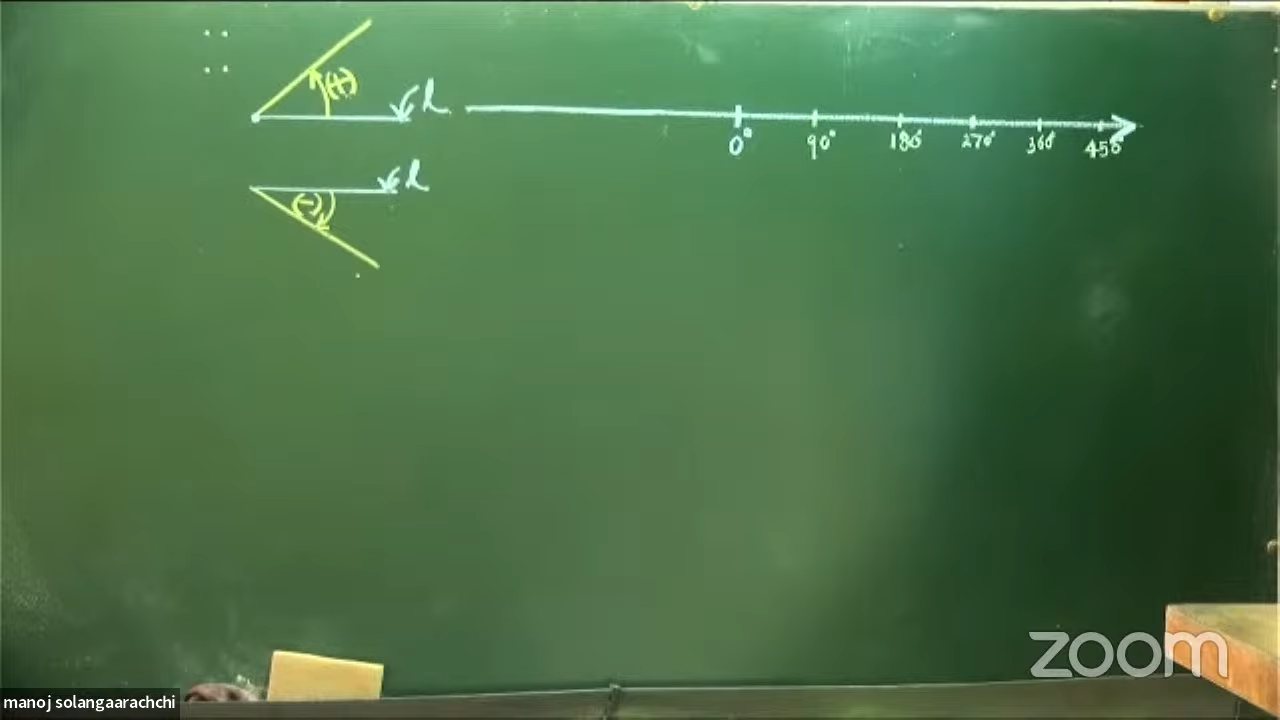 (+) l
0° 90° 180° 270° 360° 450°
(-) l
zoom
manoj solangaarachchi